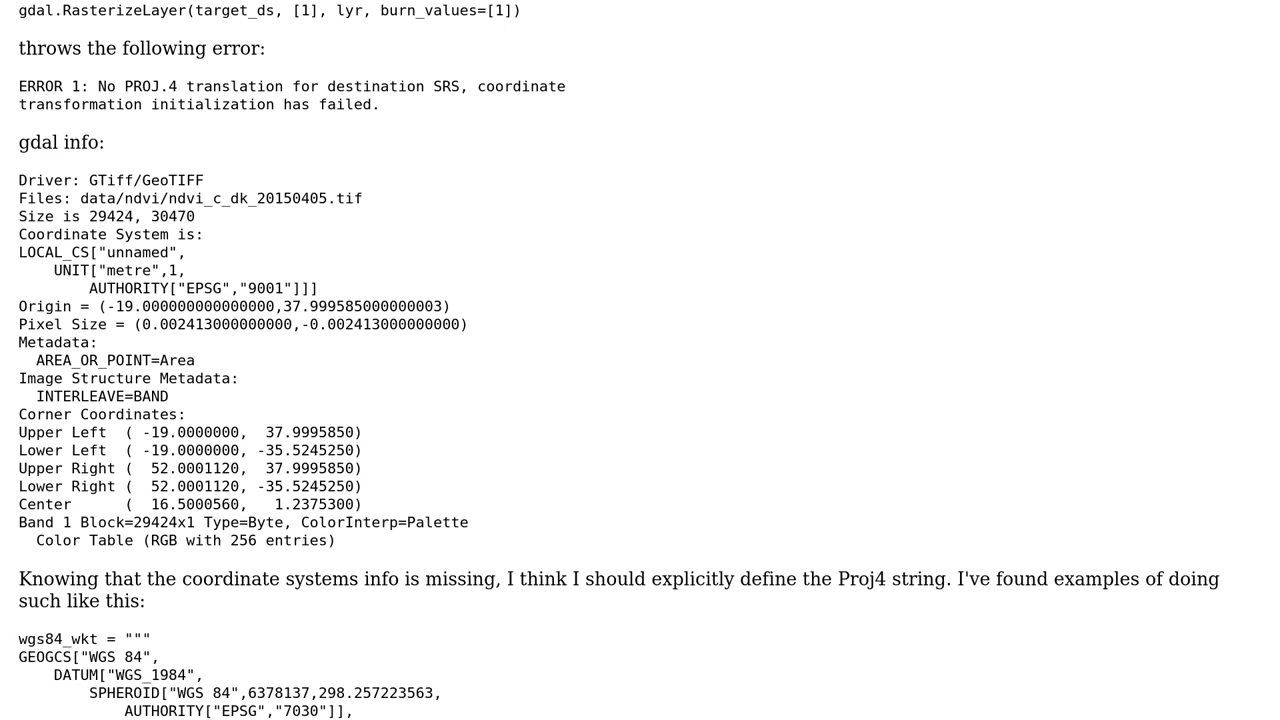 gdal.RasterizeLayer(target_ds, [1], lyr, burn_values=[1])
throws the following error:
ERROR 1: No PROJ.4 translation for destination SRS, coordinate
transformation initialization has failed.
gdal info:
Driver: GTiff/GeoTIFF
Files: data/ndvi/ndvi_c_dk_20150405.tif
Size is 29424, 30470
Coordinate System is:
LOCAL_CS["unnamed",
    UNIT["metre",1,
        AUTHORITY["EPSG","9001"]]]
Origin = (-19.000000000000000,37.999585000000003)
Pixel Size = (0.002413000000000,-0.002413000000000)
Metadata:
  AREA_OR_POINT=Area
Image Structure Metadata:
  INTERLEAVE=BAND
Corner Coordinates:
Upper Left  ( -19.0000000,  37.9995850)
Lower Left  ( -19.0000000, -35.5245250)
Upper Right (  52.0001120,  37.9995850)
Lower Right (  52.0001120, -35.5245250)
Center      (  16.5000560,   1.2375300)
Band 1 Block=29424x1 Type=Byte, ColorInterp=Palette
  Color Table (RGB with 256 entries)
Knowing that the coordinate systems info is missing, I think I should explicitly define the Proj4 string. I've found examples of doing
such like this:
wgs84_wkt = """
GEOGCS["WGS 84",
    DATUM["WGS_1984",
        SPHEROID["WGS 84",6378137,298.257223563,
            AUTHORITY["EPSG","7030"]],